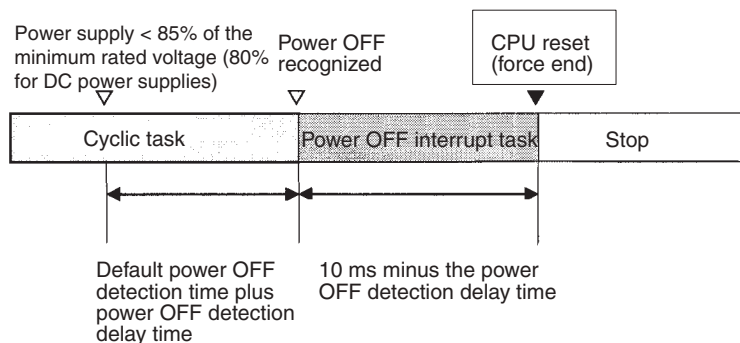 Power supply < 85% of the
minimum rated voltage (80%
for DC power supplies)
Power OFF
recognized
CPU reset
(force end)
Cyclic task
Power OFF interrupt task
Stop
Default power OFF
detection time plus
power OFF detection
delay time
10 ms minus the power
OFF detection delay time